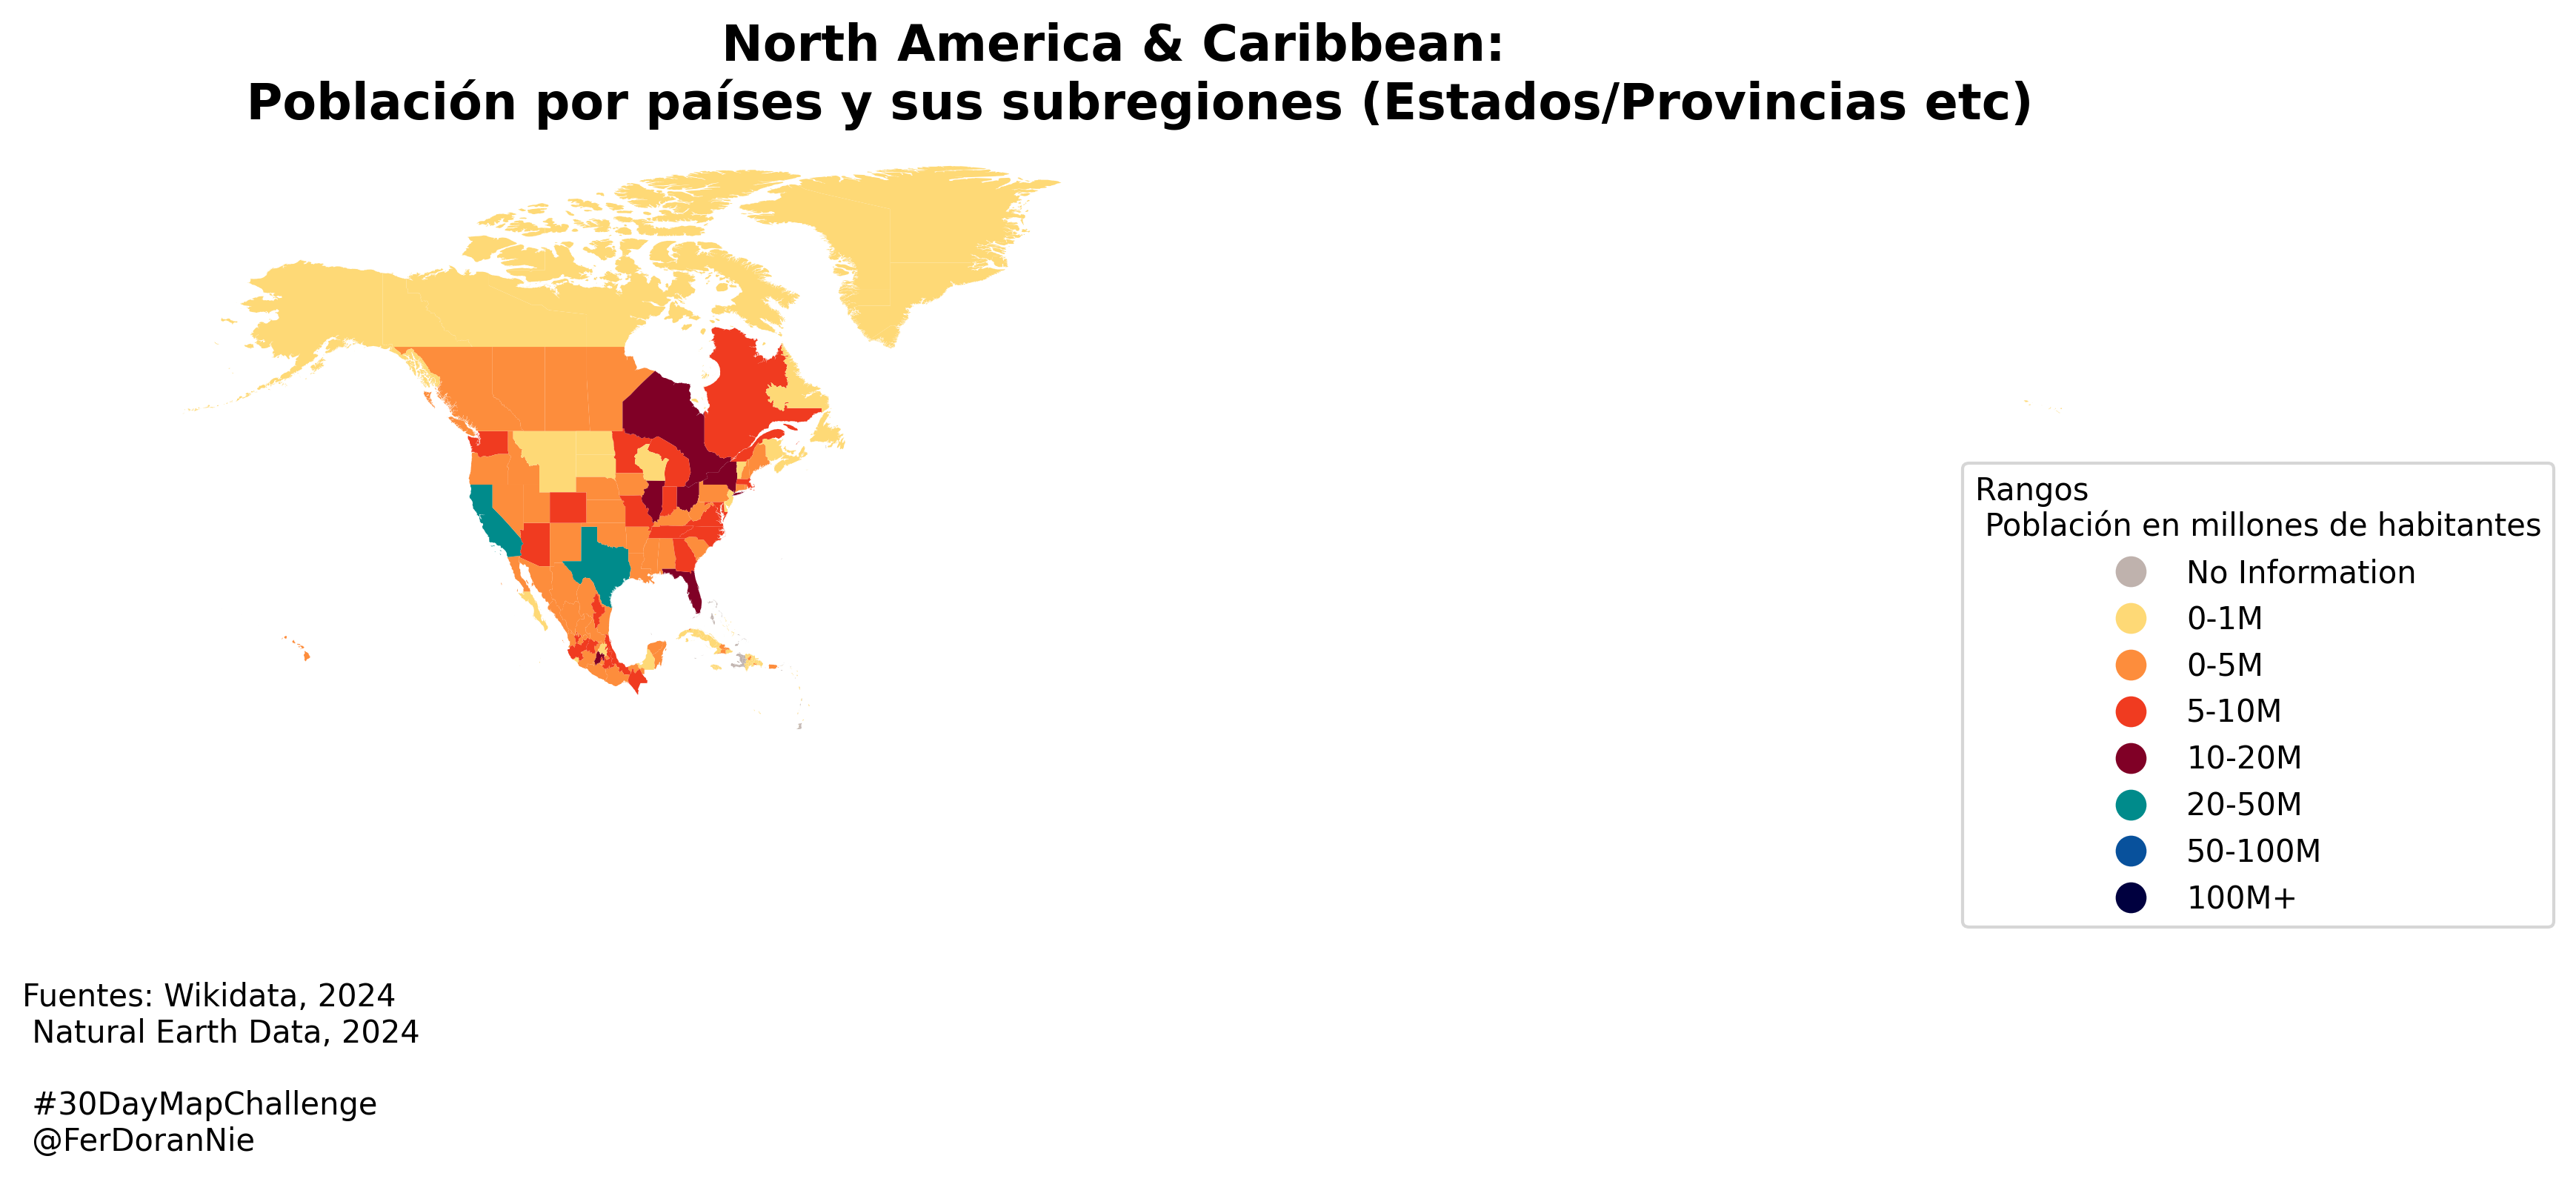 North America & Caribbean:
Población por países y sus subregiones (Estados/Provincias etc)
Rangos
Población en millones de habitantes
No Information
0-1M
0-5M
5-10M
10-20M
20-50M
50-100M
100M+
Fuentes: Wikidata, 2024
Natural Earth Data, 2024
#30DayMapChallenge
@FerDoranNie